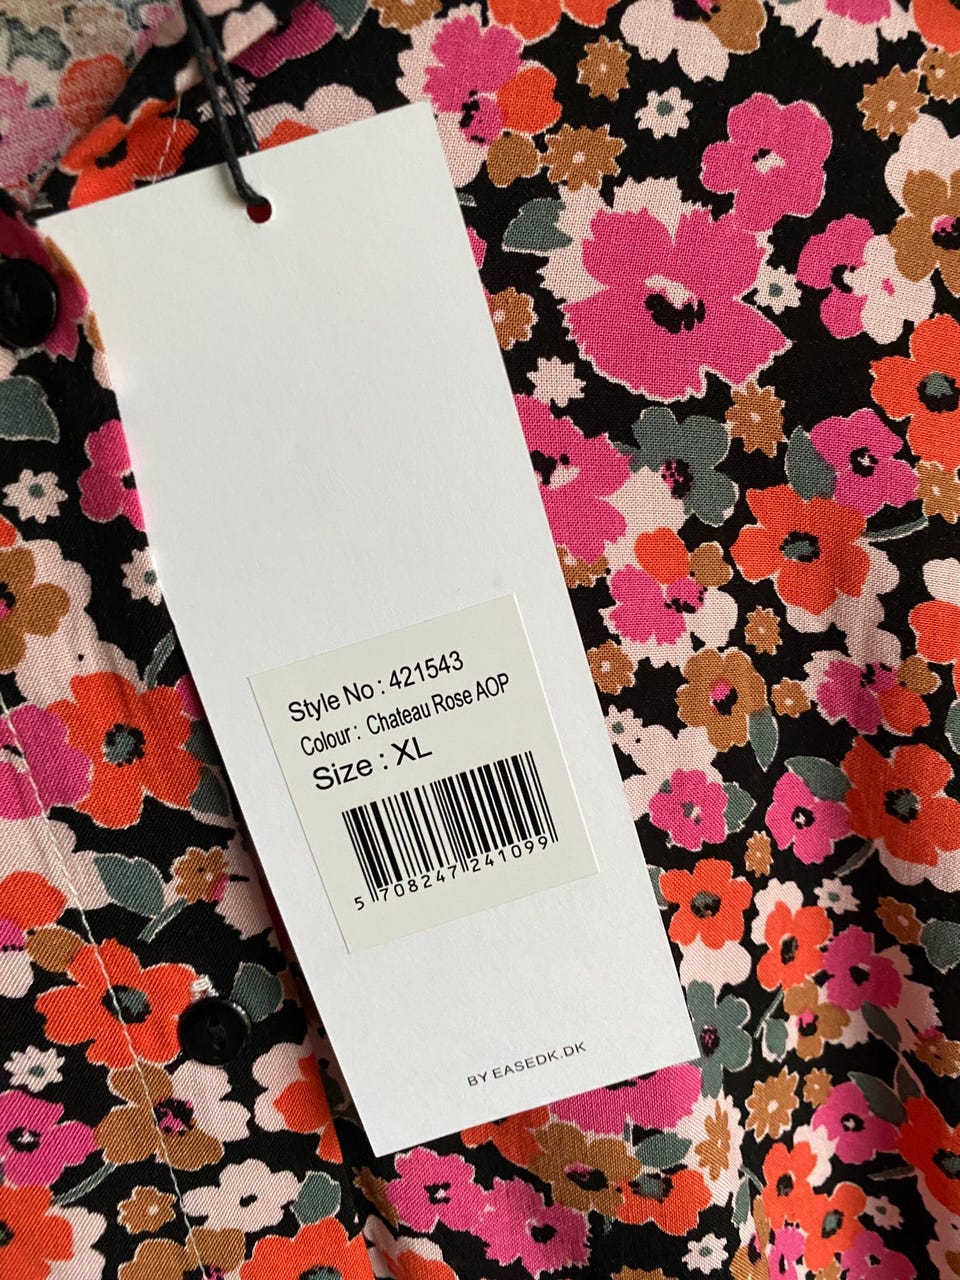 Style No : 421543
Colour : Chateau Rose AOP
Size : XL
5 708247 241099
BY EASEDK.DK